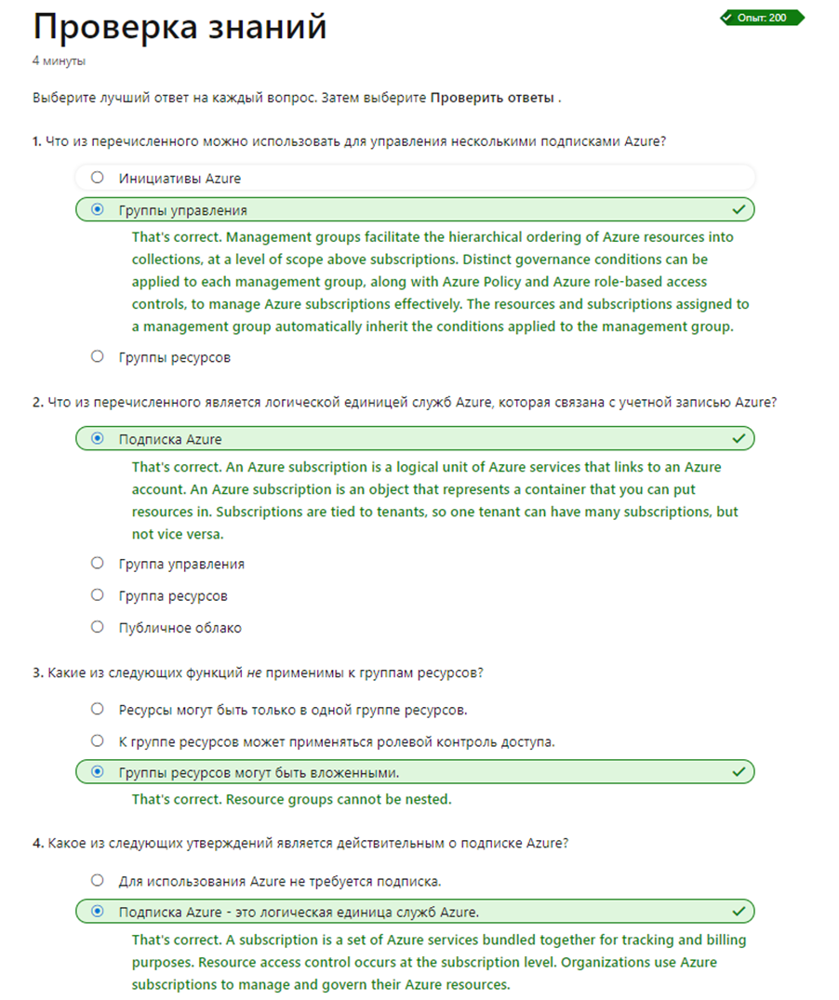 Проверка знаний
Опыт: 200
4 минуты
Выберите лучший ответ на каждый вопрос. Затем выберите Проверить ответы .
1. Что из перечисленного можно использовать для управления несколькими подписками Azure?
Инициативы Azure
Группы управления
That's correct. Management groups facilitate the hierarchical ordering of Azure resources into
collections, at a level of scope above subscriptions. Distinct governance conditions can be
applied to each management group, along with Azure Policy and Azure role-based access
controls, to manage Azure subscriptions effectively. The resources and subscriptions assigned to
a management group automatically inherit the conditions applied to the management group.
Группы ресурсов
2. Что из перечисленного является логической единицей служб Azure, которая связана с учетной записью Azure?
Подписка Azure
That's correct. An Azure subscription is a logical unit of Azure services that links to an Azure
account. An Azure subscription is an object that represents a container that you can put
resources in. Subscriptions are tied to tenants, so one tenant can have many subscriptions, but
not vice versa.
Группа управления
Группа ресурсов
Публичное облако
3. Какие из следующих функций не применимы к группам ресурсов?
Ресурсы могут быть только в одной группе ресурсов.
К группе ресурсов может применяться ролевой контроль доступа.
Группы ресурсов могут быть вложенными.
That's correct. Resource groups cannot be nested.
4. Какое из следующих утверждений является действительным о подписке Azure?
Для использования Azure не требуется подписка.
Подписка Azure - это логическая единица служб Azure.
That's correct. A subscription is a set of Azure services bundled together for tracking and billing
purposes. Resource access control occurs at the subscription level. Organizations use Azure
subscriptions to manage and govern their Azure resources.